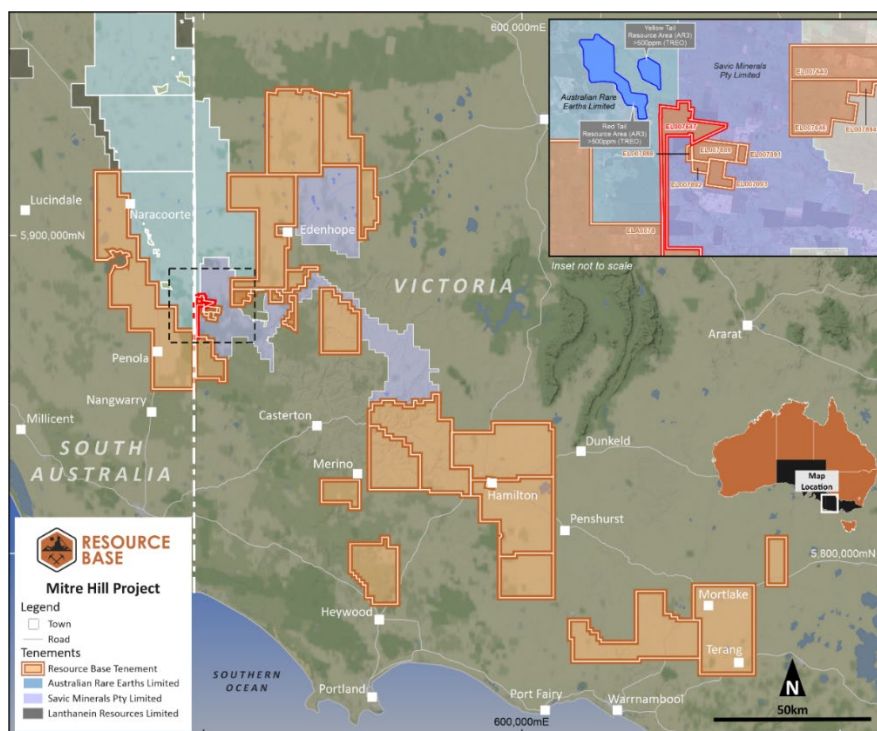 600,000mE
Yellow Tail
Resource Area (AR3)
>500ppm (TREO)
Savic Minerals
Pty Limited
Australian Rare
Earths Limited
Red Tail
Resource Area (AR3)
>500ppm (TREO)
EL007647
EL007891
Inset not to scale
Lucindale
Naracoorte
5,900,000mN
Edenhope
VICTORIA
Ararat
Penola
Nangwarry
Millicent
Casterton
SOUTH
AUSTRALIA
Merino
Dunkeld
Hamilton
Penshurst
Map
Location
5,800,000mN
RESOURCE
BASE
Mitre Hill Project
Legend
Town
Road
Tenements
Resource Base Tenement
Australian Rare Earths Limited
Savic Minerals Pty Limited
Lanthanein Resources Limited
Heywood
Mortlake
Terang
SOUTHERN
OCEAN
Portland
Port Fairy
Warrnambool
600,000mE
N
50km